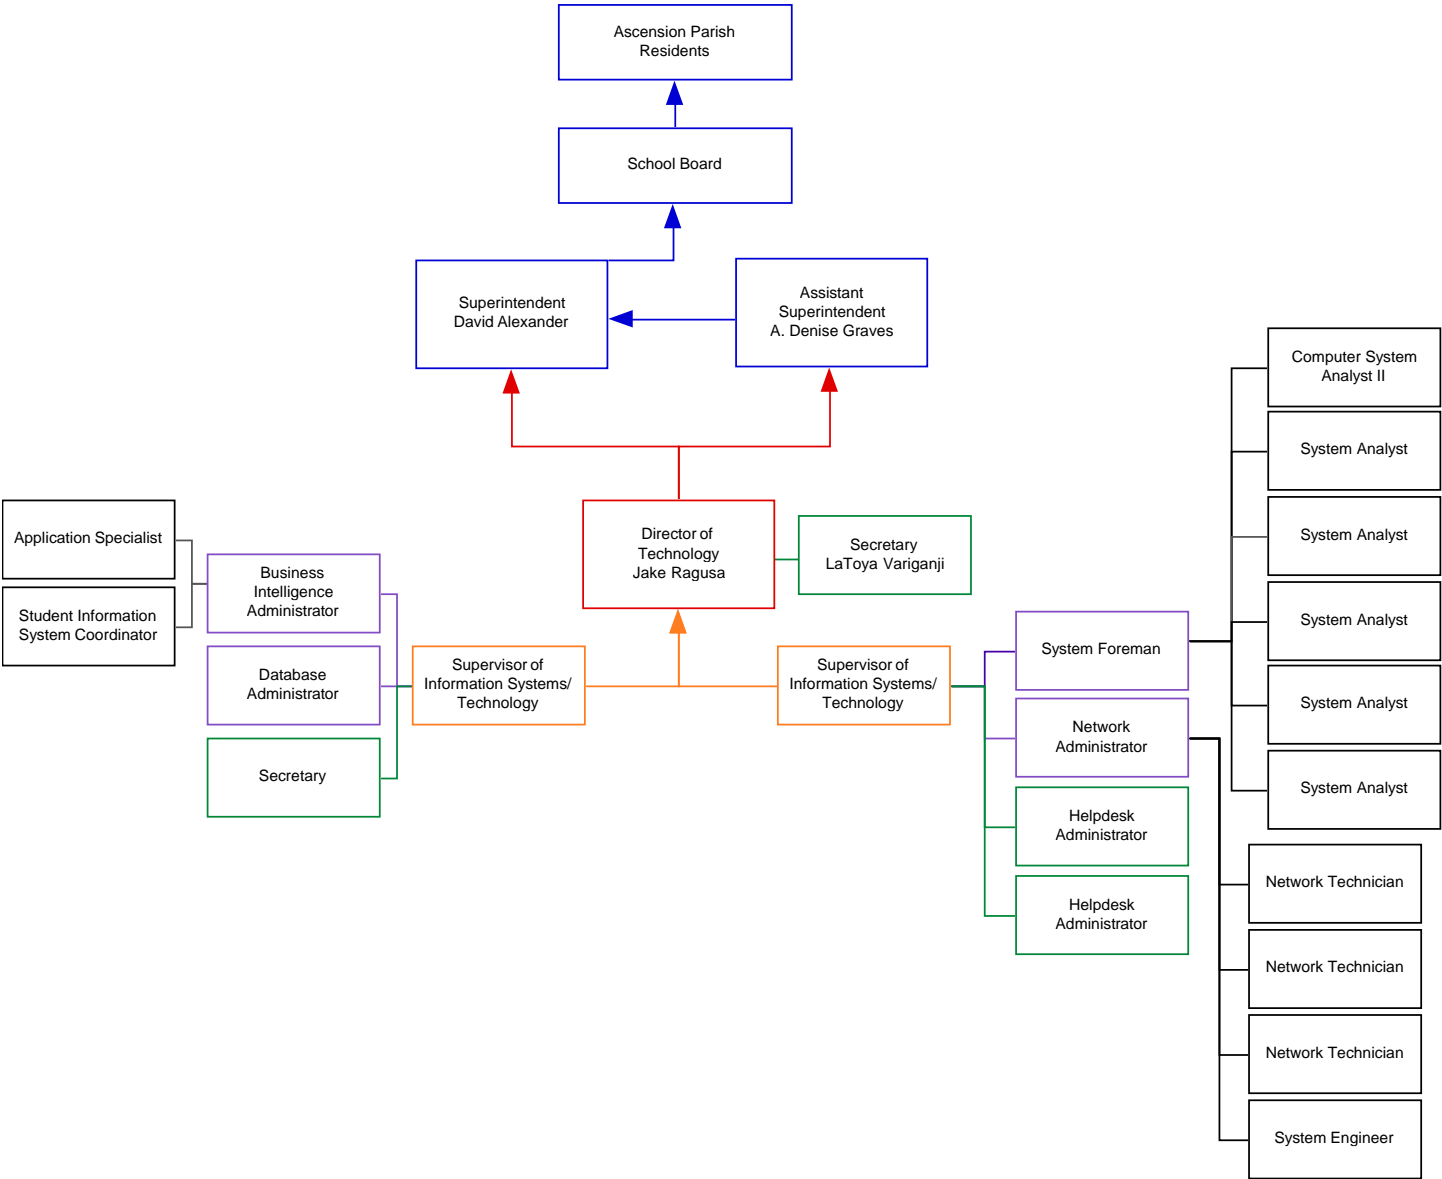 Ascension Parish
Residents
School Board
Superintendent
David Alexander
Assistant
Superintendent
A. Denise Graves
Director of
Technology
Jake Ragusa
Secretary
LaToya Variganji
Application Specialist
Student Information
System Coordinator
Business
Intelligence
Administrator
Database
Administrator
Secretary
Supervisor of
Information Systems/
Technology
Supervisor of
Information Systems/
Technology
System Foreman
Network
Administrator
Helpdesk
Administrator
Helpdesk
Administrator
Computer System
Analyst II
System Analyst
System Analyst
System Analyst
System Analyst
System Analyst
Network Technician
Network Technician
Network Technician
System Engineer